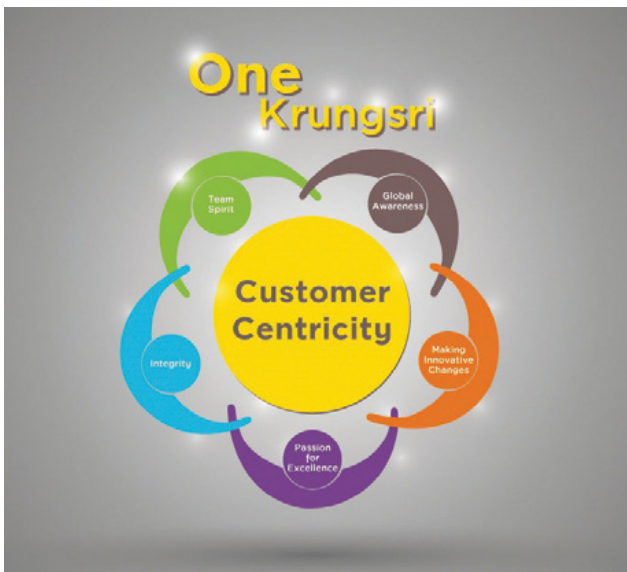 One
Krungsri
Team
Spirit
Global
Awareness
Customer
Centricity
Integrity
Making
Innovative
Changes
Passion
for
Excellence